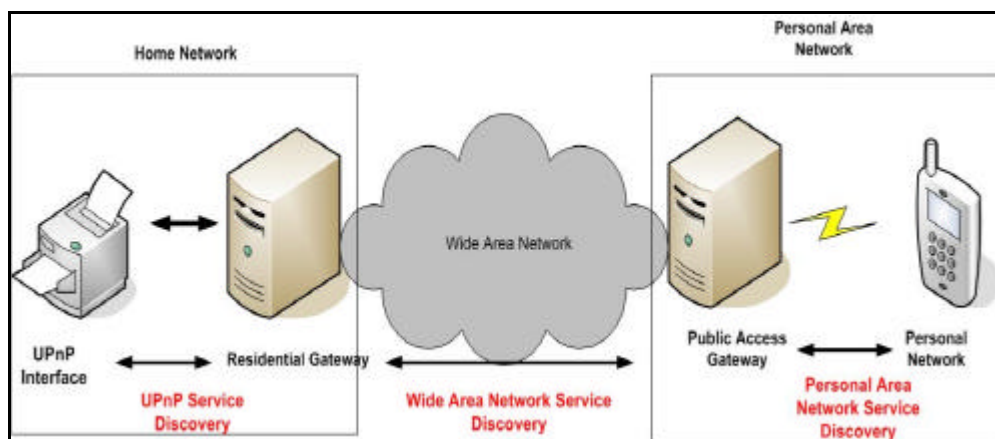 Home Network
Personal Area
Network
Wide Area Network
UPnP
Interface
Residential Gateway
Public Access
Gateway
Personal
Network
UPnP Service
Discovery
Wide Area Network Service
Discovery
Personal Area
Network Service
Discovery